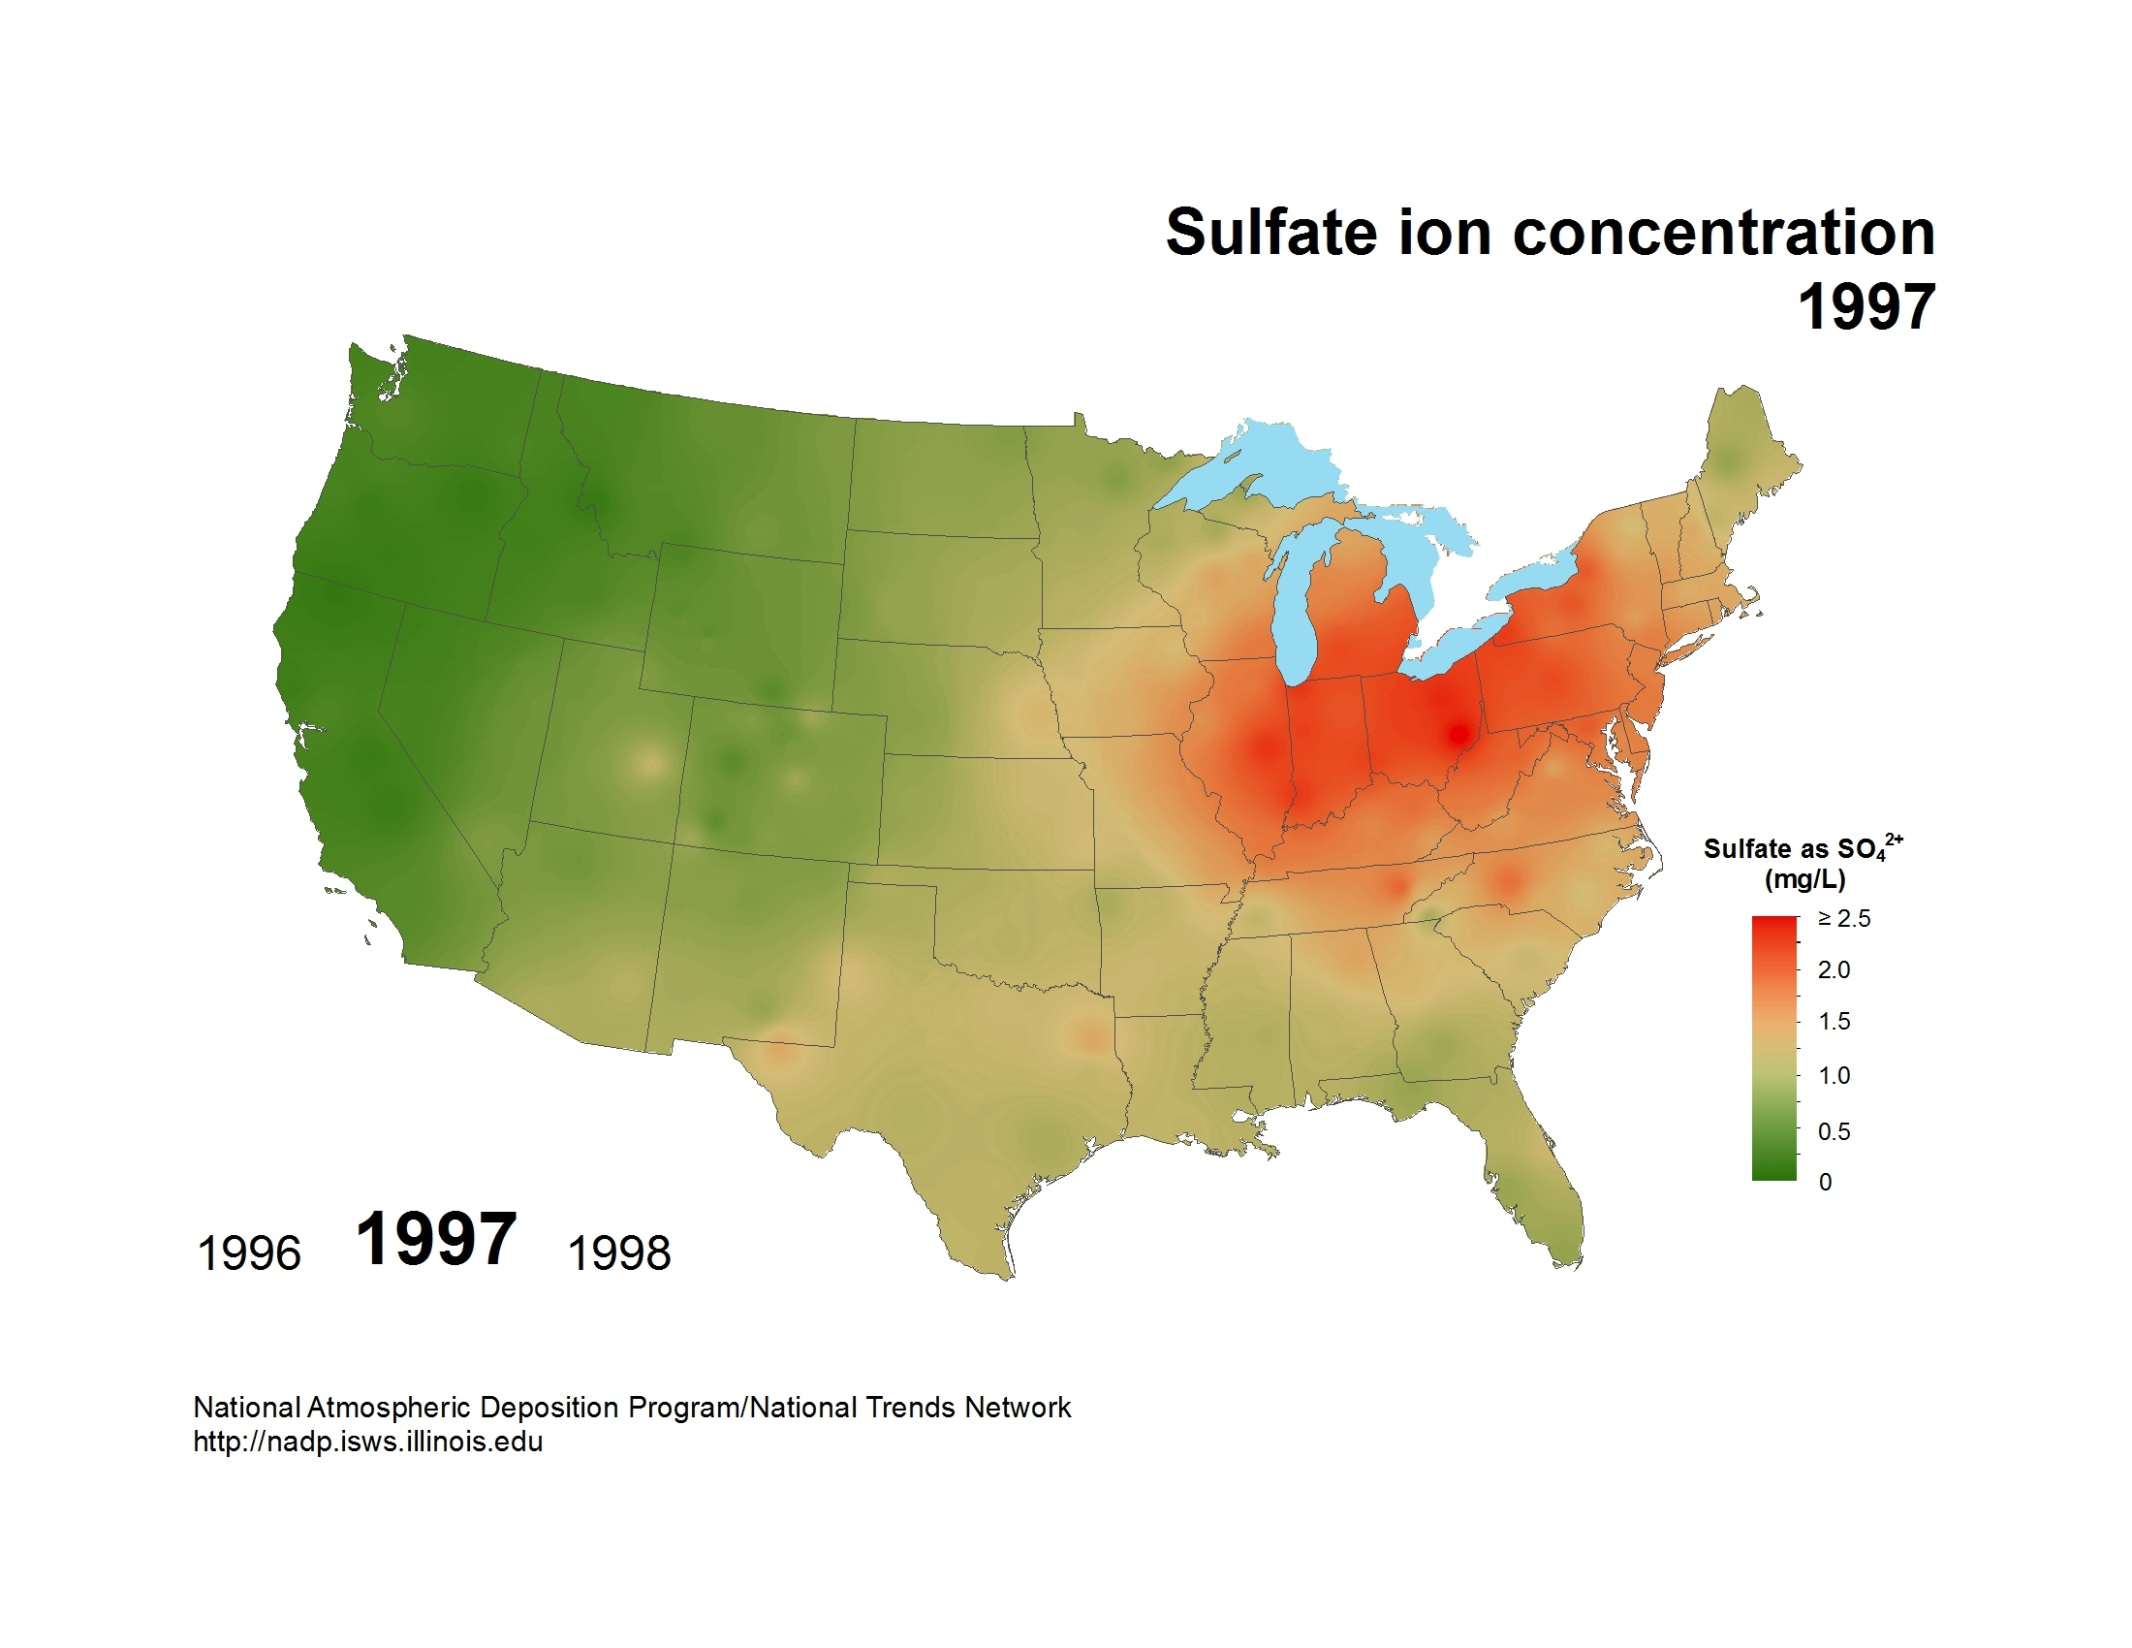 Sulfate ion concentration
1997
Sulfate as SO₄²⁺
(mg/L)
≥ 2.5
2.0
1.5
1.0
0.5
0
1996 1997 1998
National Atmospheric Deposition Program/National Trends Network
http://nadp.isws.illinois.edu